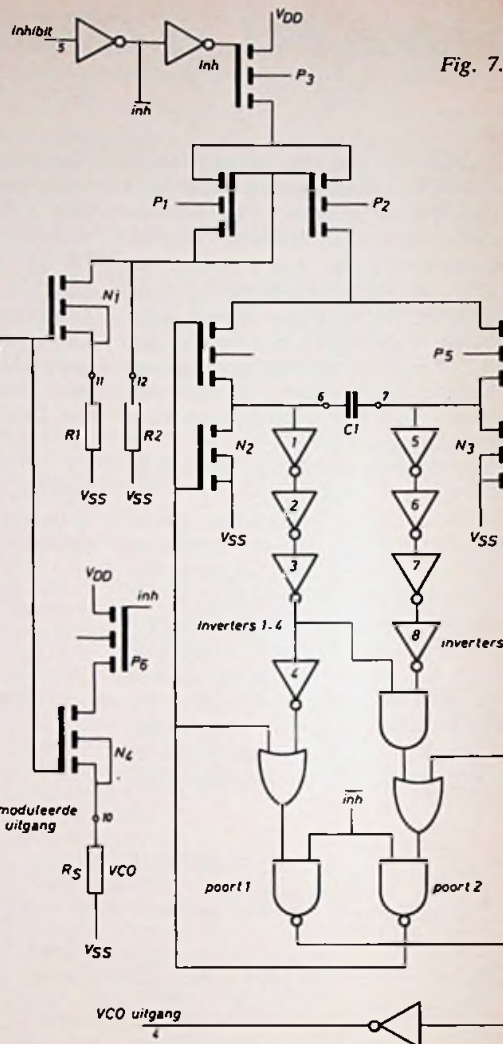 Inhibit
5
inh
Inh
VDD
P3
Fig. 7.
P1
P2
N1
11
12
R1
R2
VSS
VSS
P5
6
7
C1
N2
N3
VSS
VSS
1
5
2
6
3
7
Inverters 1-4
8
inverters
4
VDD
inh
P6
N4
moduleerde
uitgang
10
RS
VCO
VSS
inh
poort 1
poort 2
VCO uitgang
4